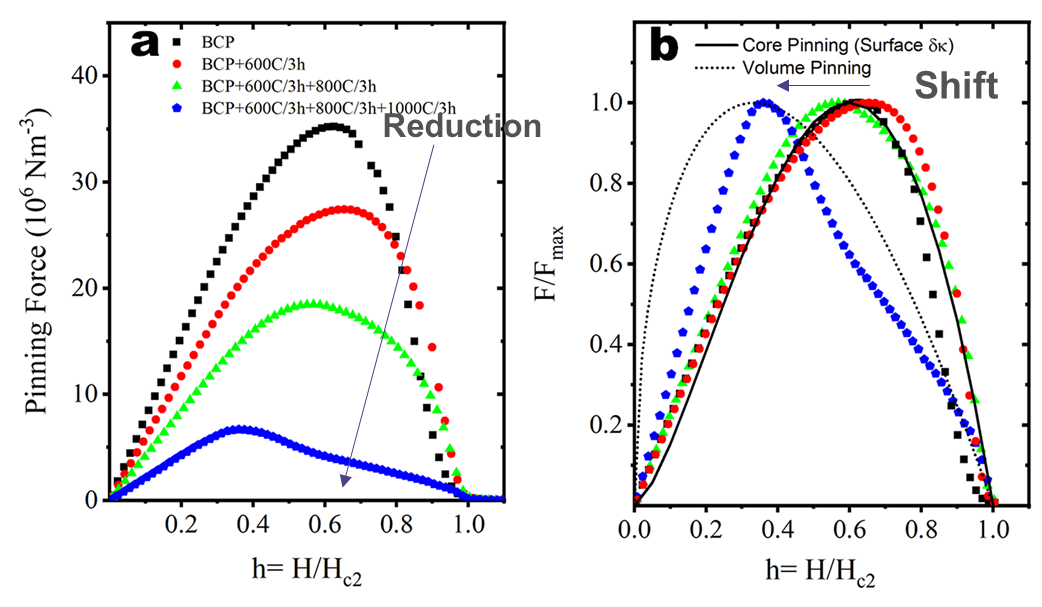 a
BCP
BCP+600C/3h
BCP+600C/3h+800C/3h
BCP+600C/3h+800C/3h+1000C/3h
Reduction
Pinning Force (10⁶ Nm⁻³)
40
30
20
10
0
0.2 0.4 0.6 0.8 1.0
h= H/Hc2
b
Core Pinning (Surface δκ)
Volume Pinning
Shift
F/Fmax
1.0
0.8
0.6
0.4
0.2
0.0 0.2 0.4 0.6 0.8 1.0
h= H/Hc2